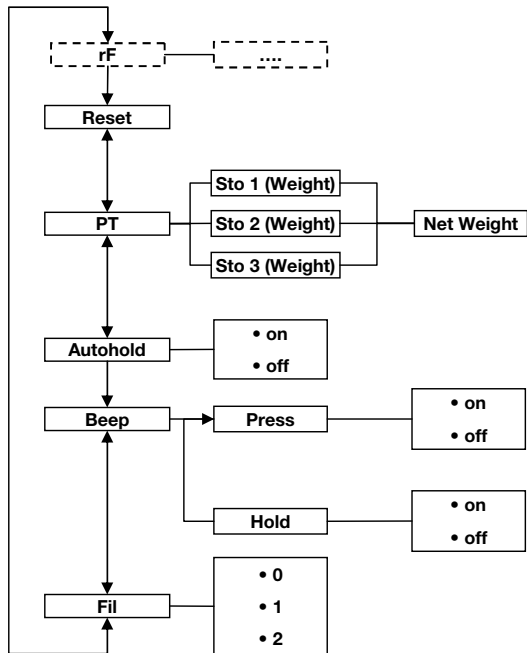 rF
....
Reset
Sto 1 (Weight)
PT
Sto 2 (Weight)
Net Weight
Sto 3 (Weight)
Autohold
• on
• off
Beep
Press
• on
• off
Hold
• on
• off
Fil
• 0
• 1
• 2